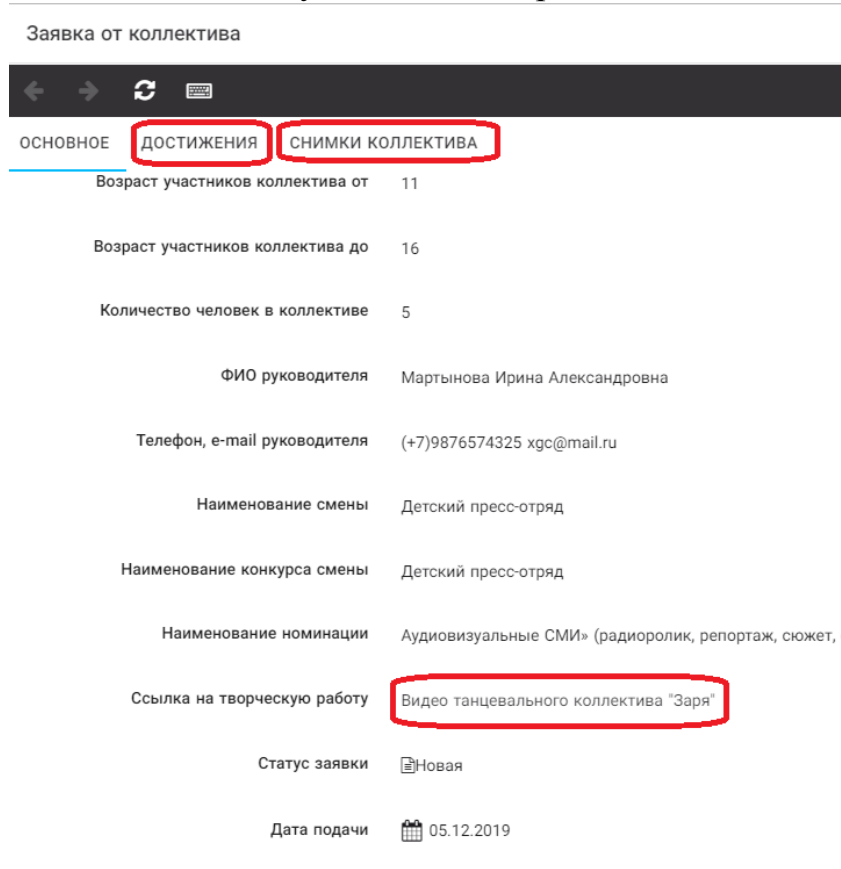 Заявка от коллектива
ОСНОВНОЕ ДОСТИЖЕНИЯ СНИМКИ КОЛЛЕКТИВА
Возраст участников коллектива от 11
Возраст участников коллектива до 16
Количество человек в коллективе 5
ФИО руководителя Мартынова Ирина Александровна
Телефон, e-mail руководителя (+7)9876574325 xgc@mail.ru
Наименование смены Детский пресс-отряд
Наименование конкурса смены Детский пресс-отряд
Наименование номинации Аудиовизуальные СМИ» (радиоролик, репортаж, сюжет,
Ссылка на творческую работу Видео танцевального коллектива "Заря"
Статус заявки Новая
Дата подачи 05.12.2019